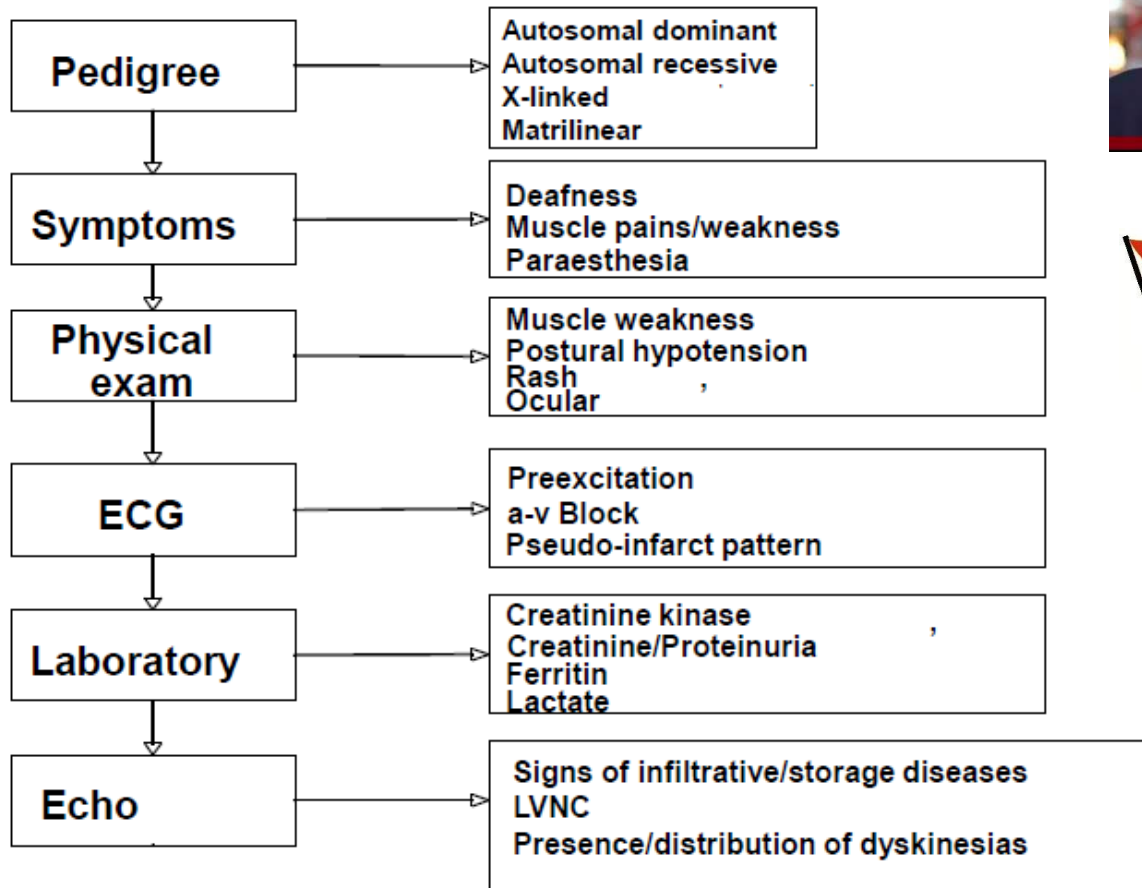 Pedigree
Autosomal dominant
Autosomal recessive
X-linked
Matrilinear
Symptoms
Deafness
Muscle pains/weakness
Paraesthesia
Physical
exam
Muscle weakness
Postural hypotension
Rash
Ocular
ECG
Preexcitation
a-v Block
Pseudo-infarct pattern
Laboratory
Creatinine kinase
Creatinine/Proteinuria
Ferritin
Lactate
Echo
Signs of infiltrative/storage diseases
LVNC
Presence/distribution of dyskinesias